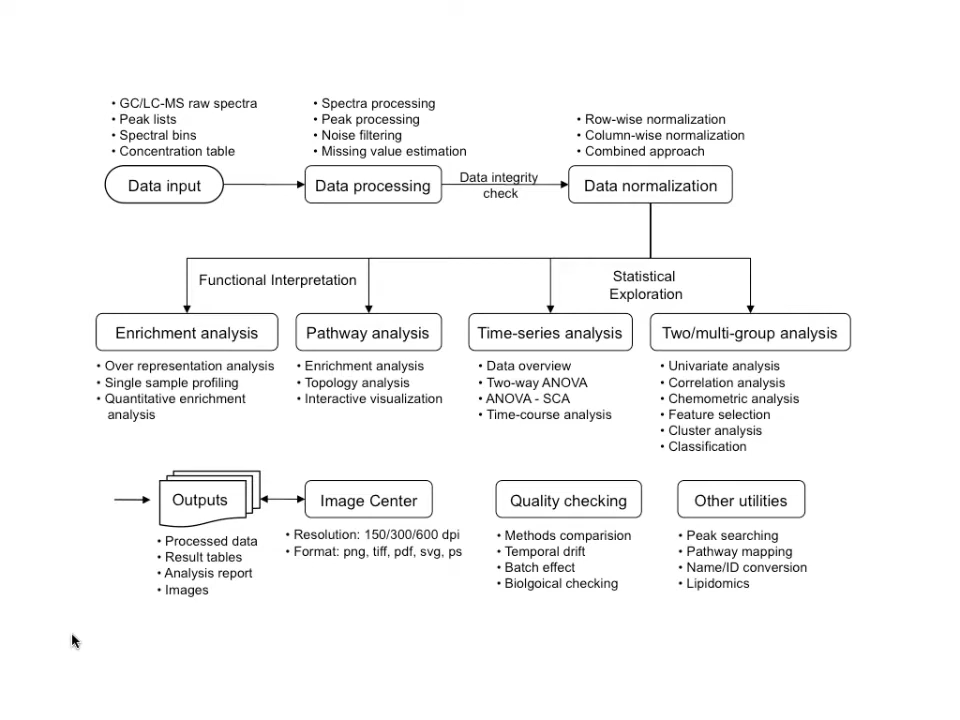 • GC/LC-MS raw spectra
• Peak lists
• Spectral bins
• Concentration table
Data input
• Spectra processing
• Peak processing
• Noise filtering
• Missing value estimation
Data processing
Data integrity
check
• Row-wise normalization
• Column-wise normalization
• Combined approach
Data normalization
Functional Interpretation
Statistical
Exploration
Enrichment analysis
• Over representation analysis
• Single sample profiling
• Quantitative enrichment
analysis
Pathway analysis
• Enrichment analysis
• Topology analysis
• Interactive visualization
Time-series analysis
• Data overview
• Two-way ANOVA
• ANOVA - SCA
• Time-course analysis
Two/multi-group analysis
• Univariate analysis
• Correlation analysis
• Chemometric analysis
• Feature selection
• Cluster analysis
• Classification
Outputs
• Processed data
• Result tables
• Analysis report
• Images
Image Center
• Resolution: 150/300/600 dpi
• Format: png, tiff, pdf, svg, ps
Quality checking
• Methods comparision
• Temporal drift
• Batch effect
• Biolgoical checking
Other utilities
• Peak searching
• Pathway mapping
• Name/ID conversion
• Lipidomics